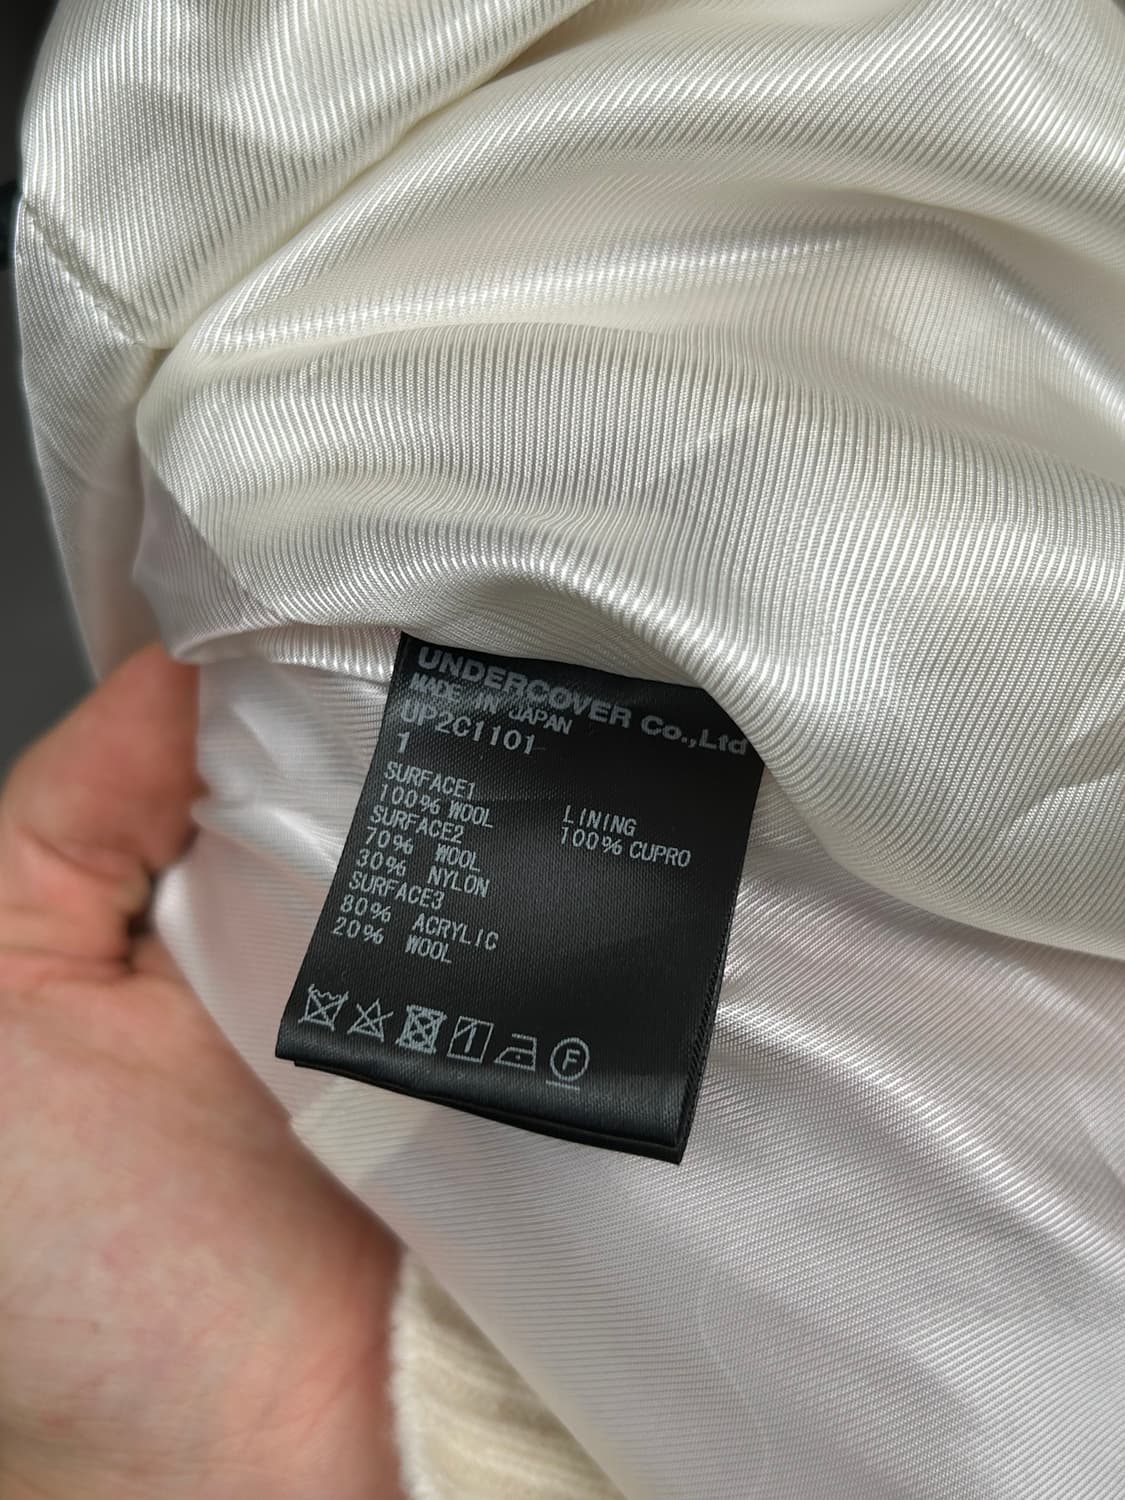 UNDERCOVER Co.,Ltd
MADE IN JAPAN
UP2C1101
1
SURFACE1
100% WOOL
SURFACE2
70% WOOL
30% NYLON
SURFACE3
80% ACRYLIC
20% WOOL
LINING
100% CUPRO
F